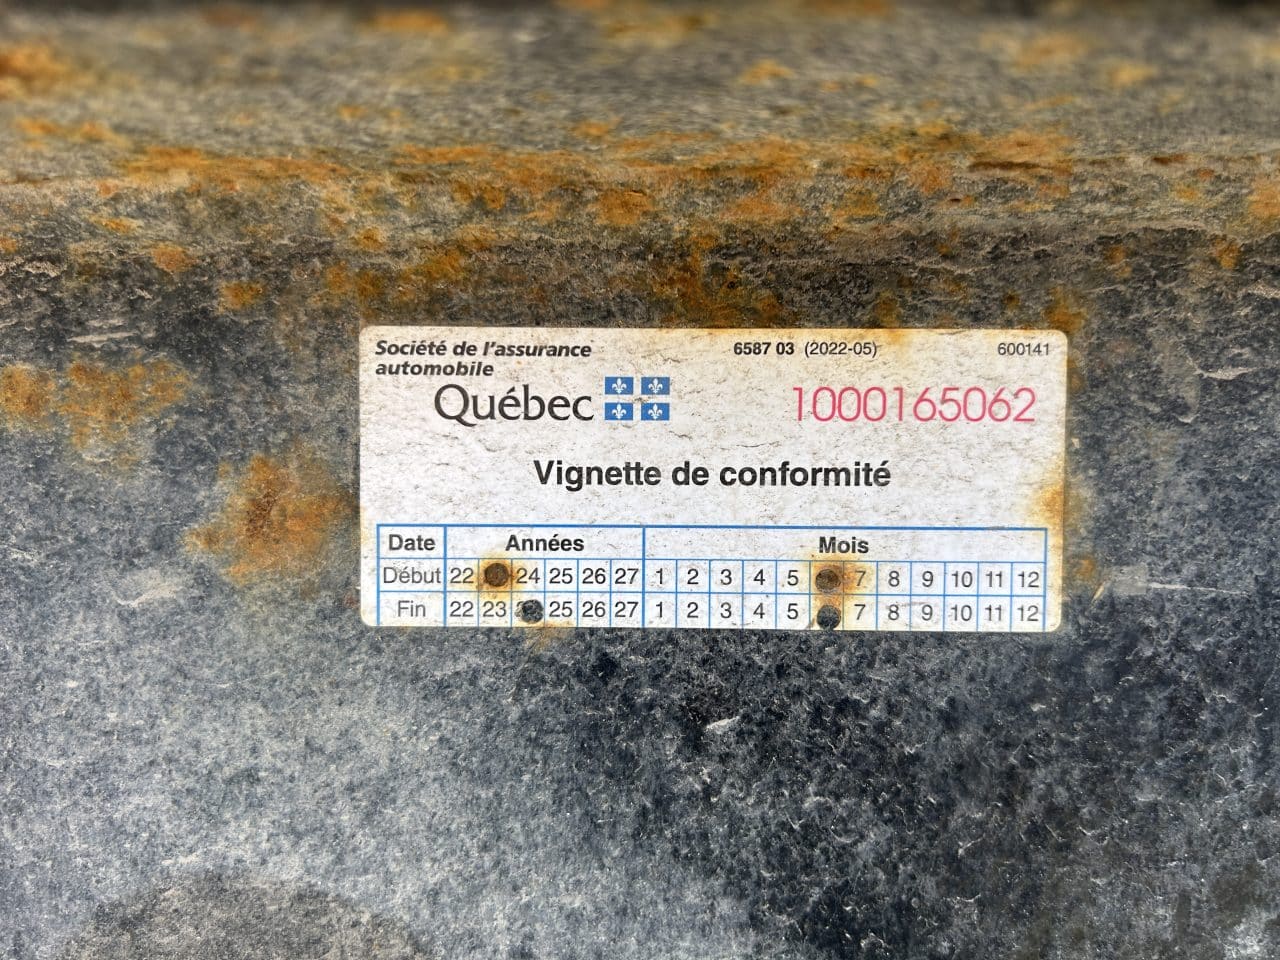 Société de l'assurance
automobile
Québec
6587 03 (2022-05)
600141
1000165062
Vignette de conformité
Date Années Mois
Début 22 24 25 26 27 1 2 3 4 5 7 8 9 10 11 12
Fin 22 23 25 26 27 1 2 3 4 5 7 8 9 10 11 12